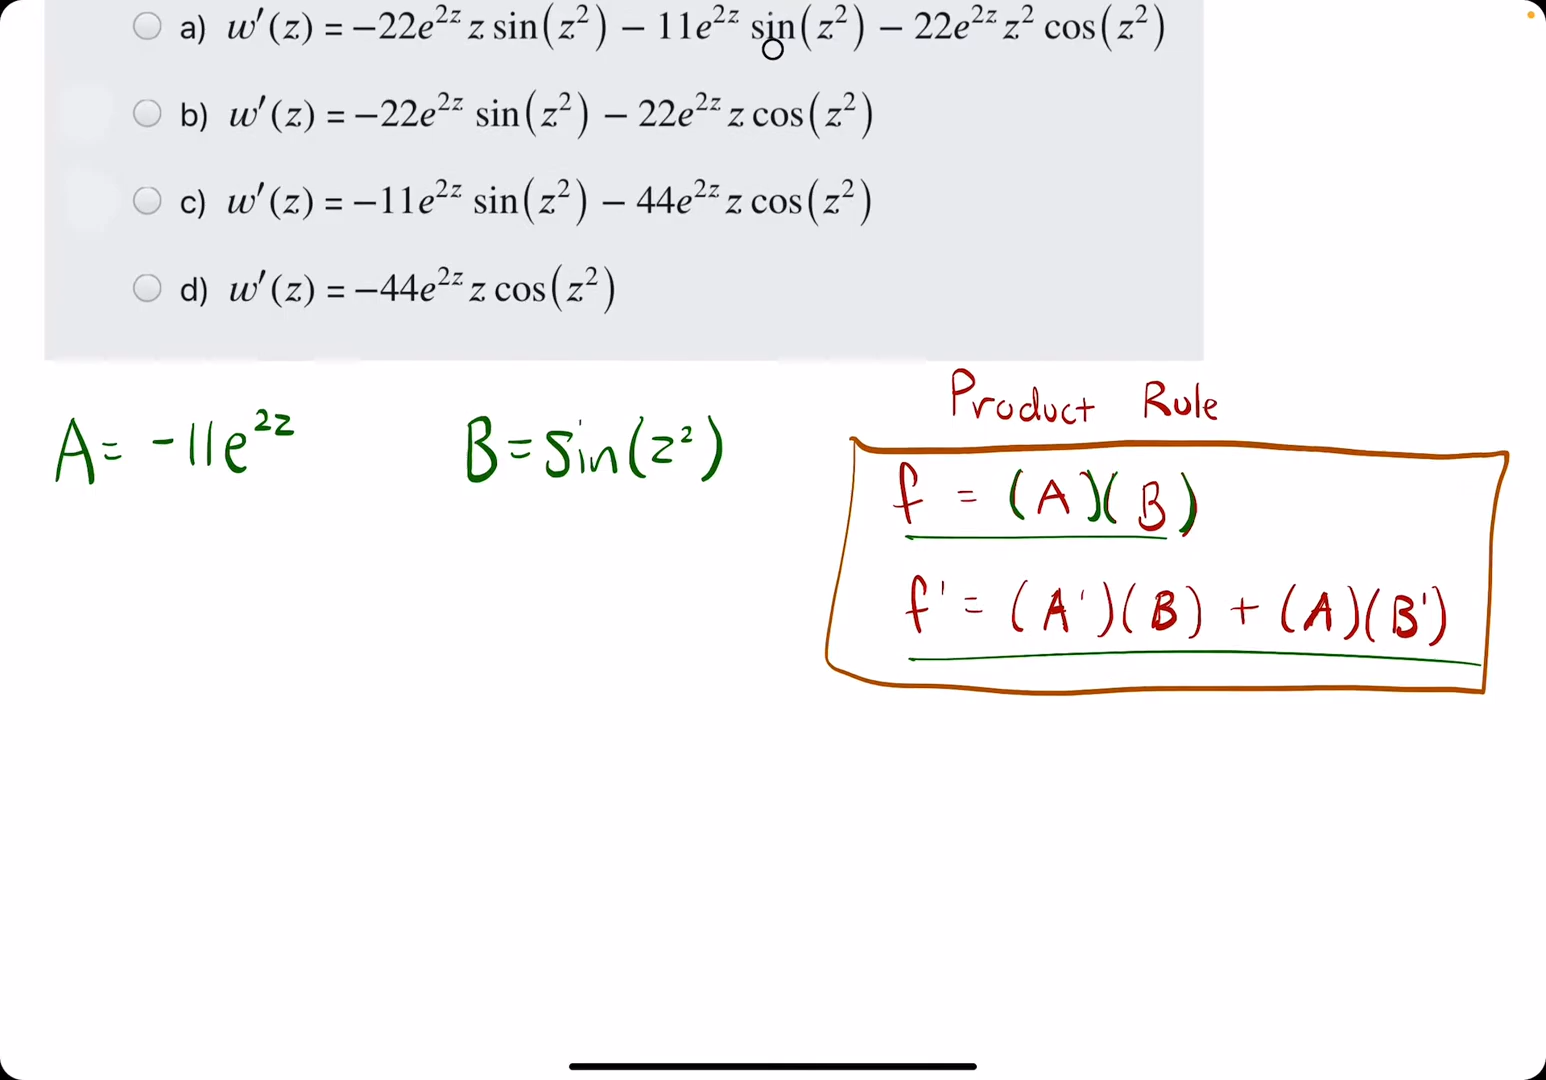 a) w′(z) = −22e^{2z} z sin(z²) − 11e^{2z} sin(z²) − 22e^{2z} z² cos(z²)
b) w′(z) = −22e^{2z} sin(z²) − 22e^{2z} z cos(z²)
c) w′(z) = −11e^{2z} sin(z²) − 44e^{2z} z cos(z²)
d) w′(z) = −44e^{2z} z cos(z²)
Product Rule
A = -11e^{2z} B = Sin(z²)
f = (A)(B)
f' = (A')(B) + (A)(B')